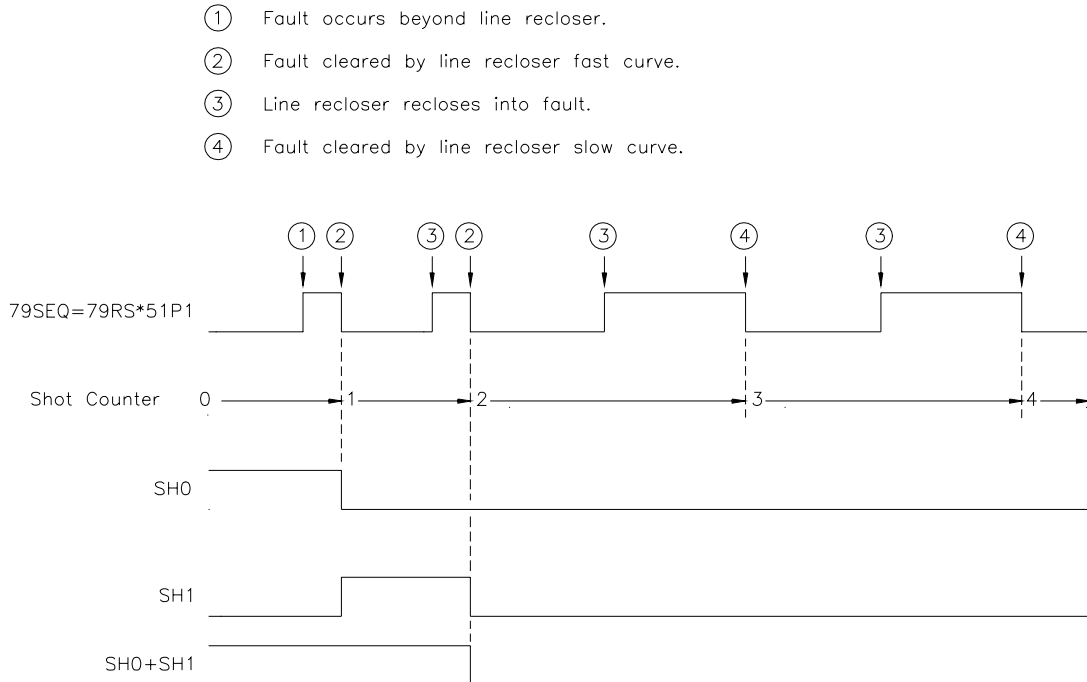 ① Fault occurs beyond line recloser.
② Fault cleared by line recloser fast curve.
③ Line recloser recloses into fault.
④ Fault cleared by line recloser slow curve.
① ② ③ ② ③ ④ ③ ④
79SEQ=79RS*51P1
Shot Counter 0 1 2 3 4
SH0
SH1
SH0+SH1